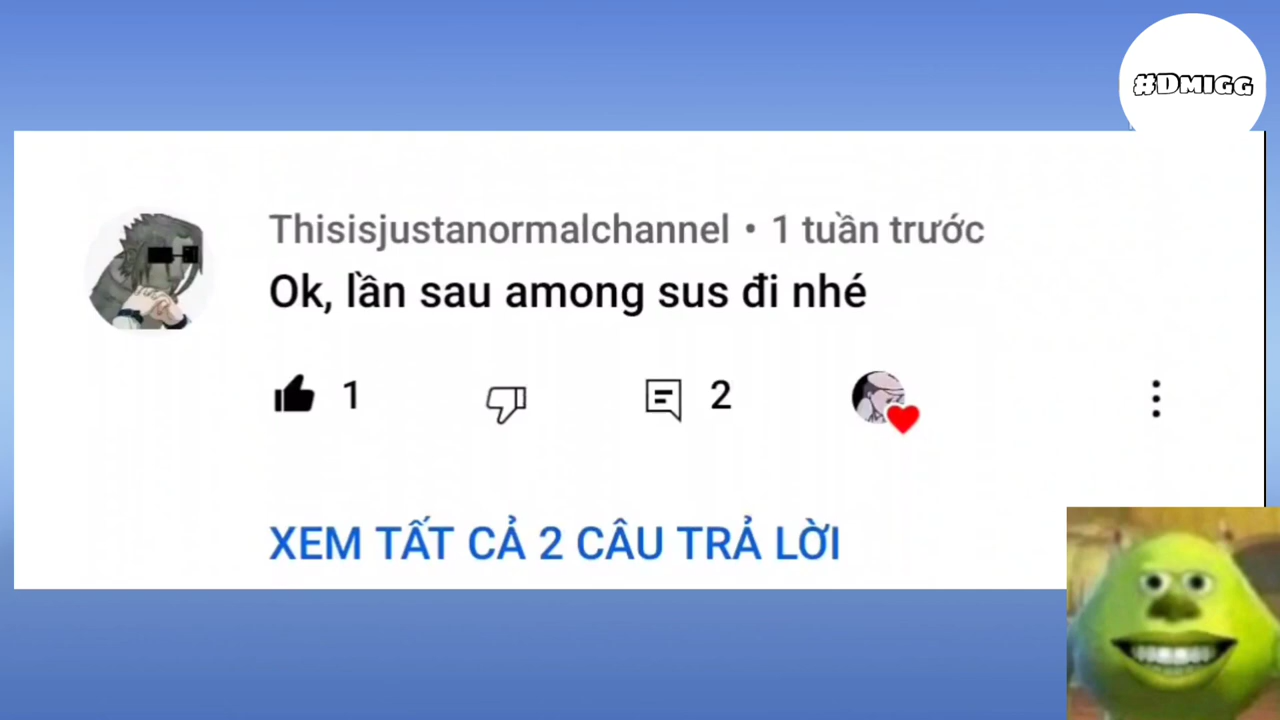 #DMIGG
Thisisjustanormalchannel • 1 tuần trước
Ok, lần sau among sus đi nhé
1
2
XEM TẤT CẢ 2 CÂU TRẢ LỜI